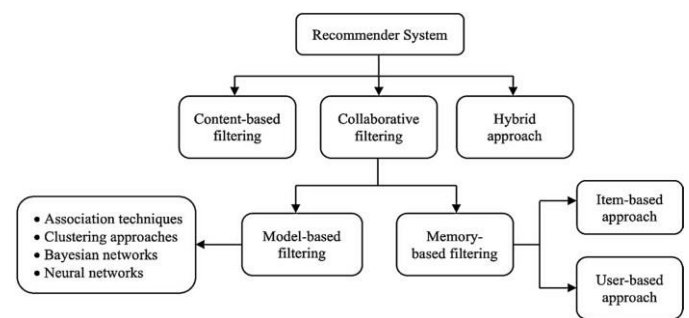 Recommender System
Content-based
filtering
Collaborative
filtering
Hybrid
approach
• Association techniques
• Clustering approaches
• Bayesian networks
• Neural networks
Model-based
filtering
Memory-
based filtering
Item-based
approach
User-based
approach